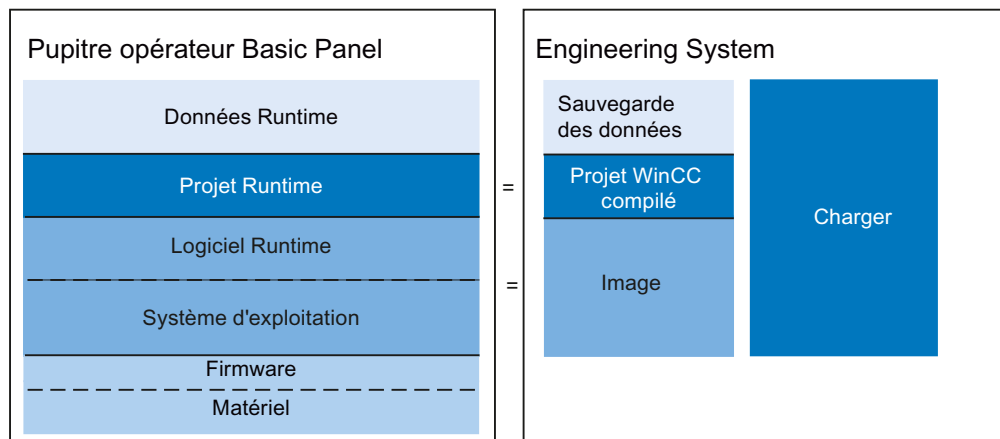 Pupitre opérateur Basic Panel
Données Runtime
Projet Runtime
Logiciel Runtime
Système d'exploitation
Firmware
Matériel
=
=
Engineering System
Sauvegarde
des données
Projet WinCC
compilé
Image
Charger